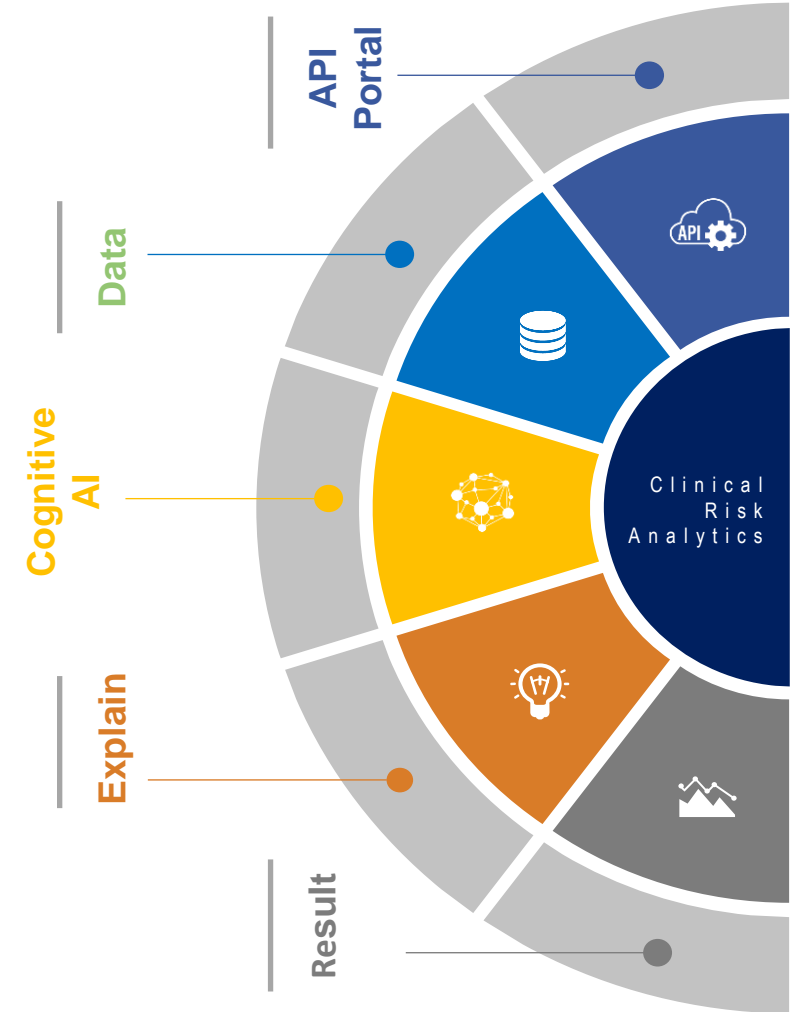 API
Portal
API
Data
Cognitive
AI
Clinical
Risk
Analytics
Explain
Result